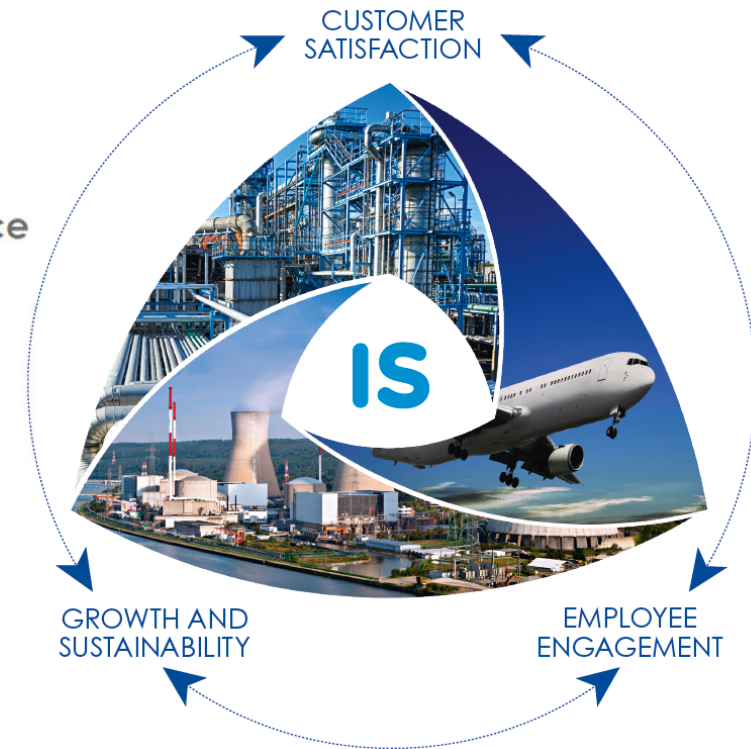 CUSTOMER
SATISFACTION
IS
GROWTH AND
SUSTAINABILITY
EMPLOYEE
ENGAGEMENT